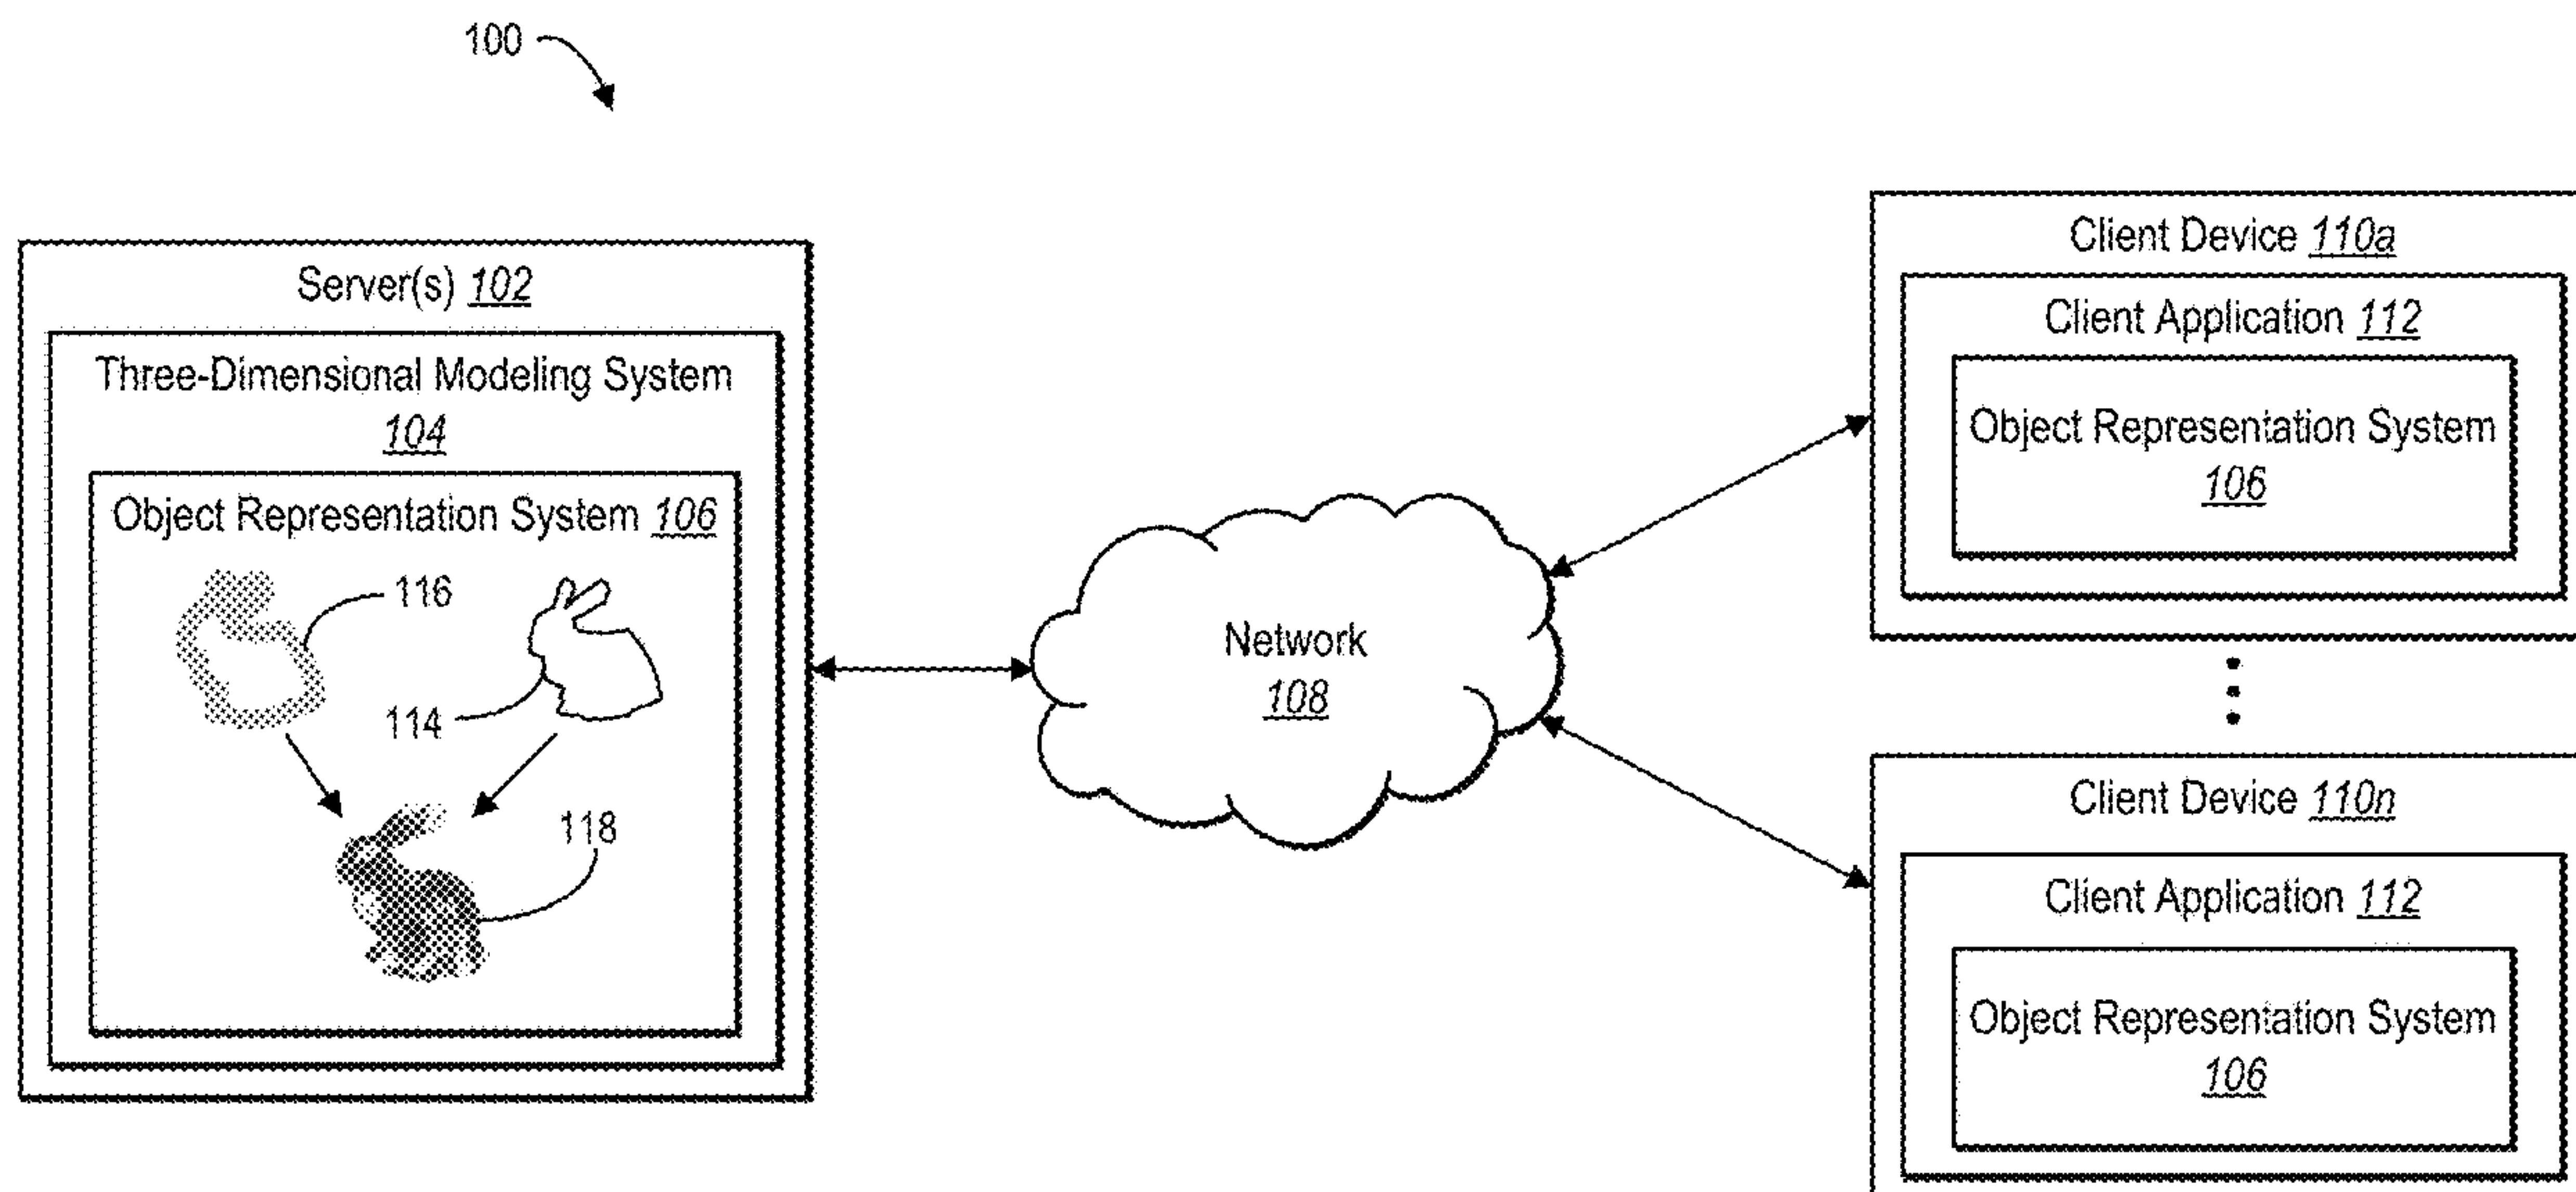 100
Server(s) 102
Three-Dimensional Modeling System
104
Object Representation System 106
116
114
118
Network
108
Client Device 110a
Client Application 112
Object Representation System
106
Client Device 110n
Client Application 112
Object Representation System
106